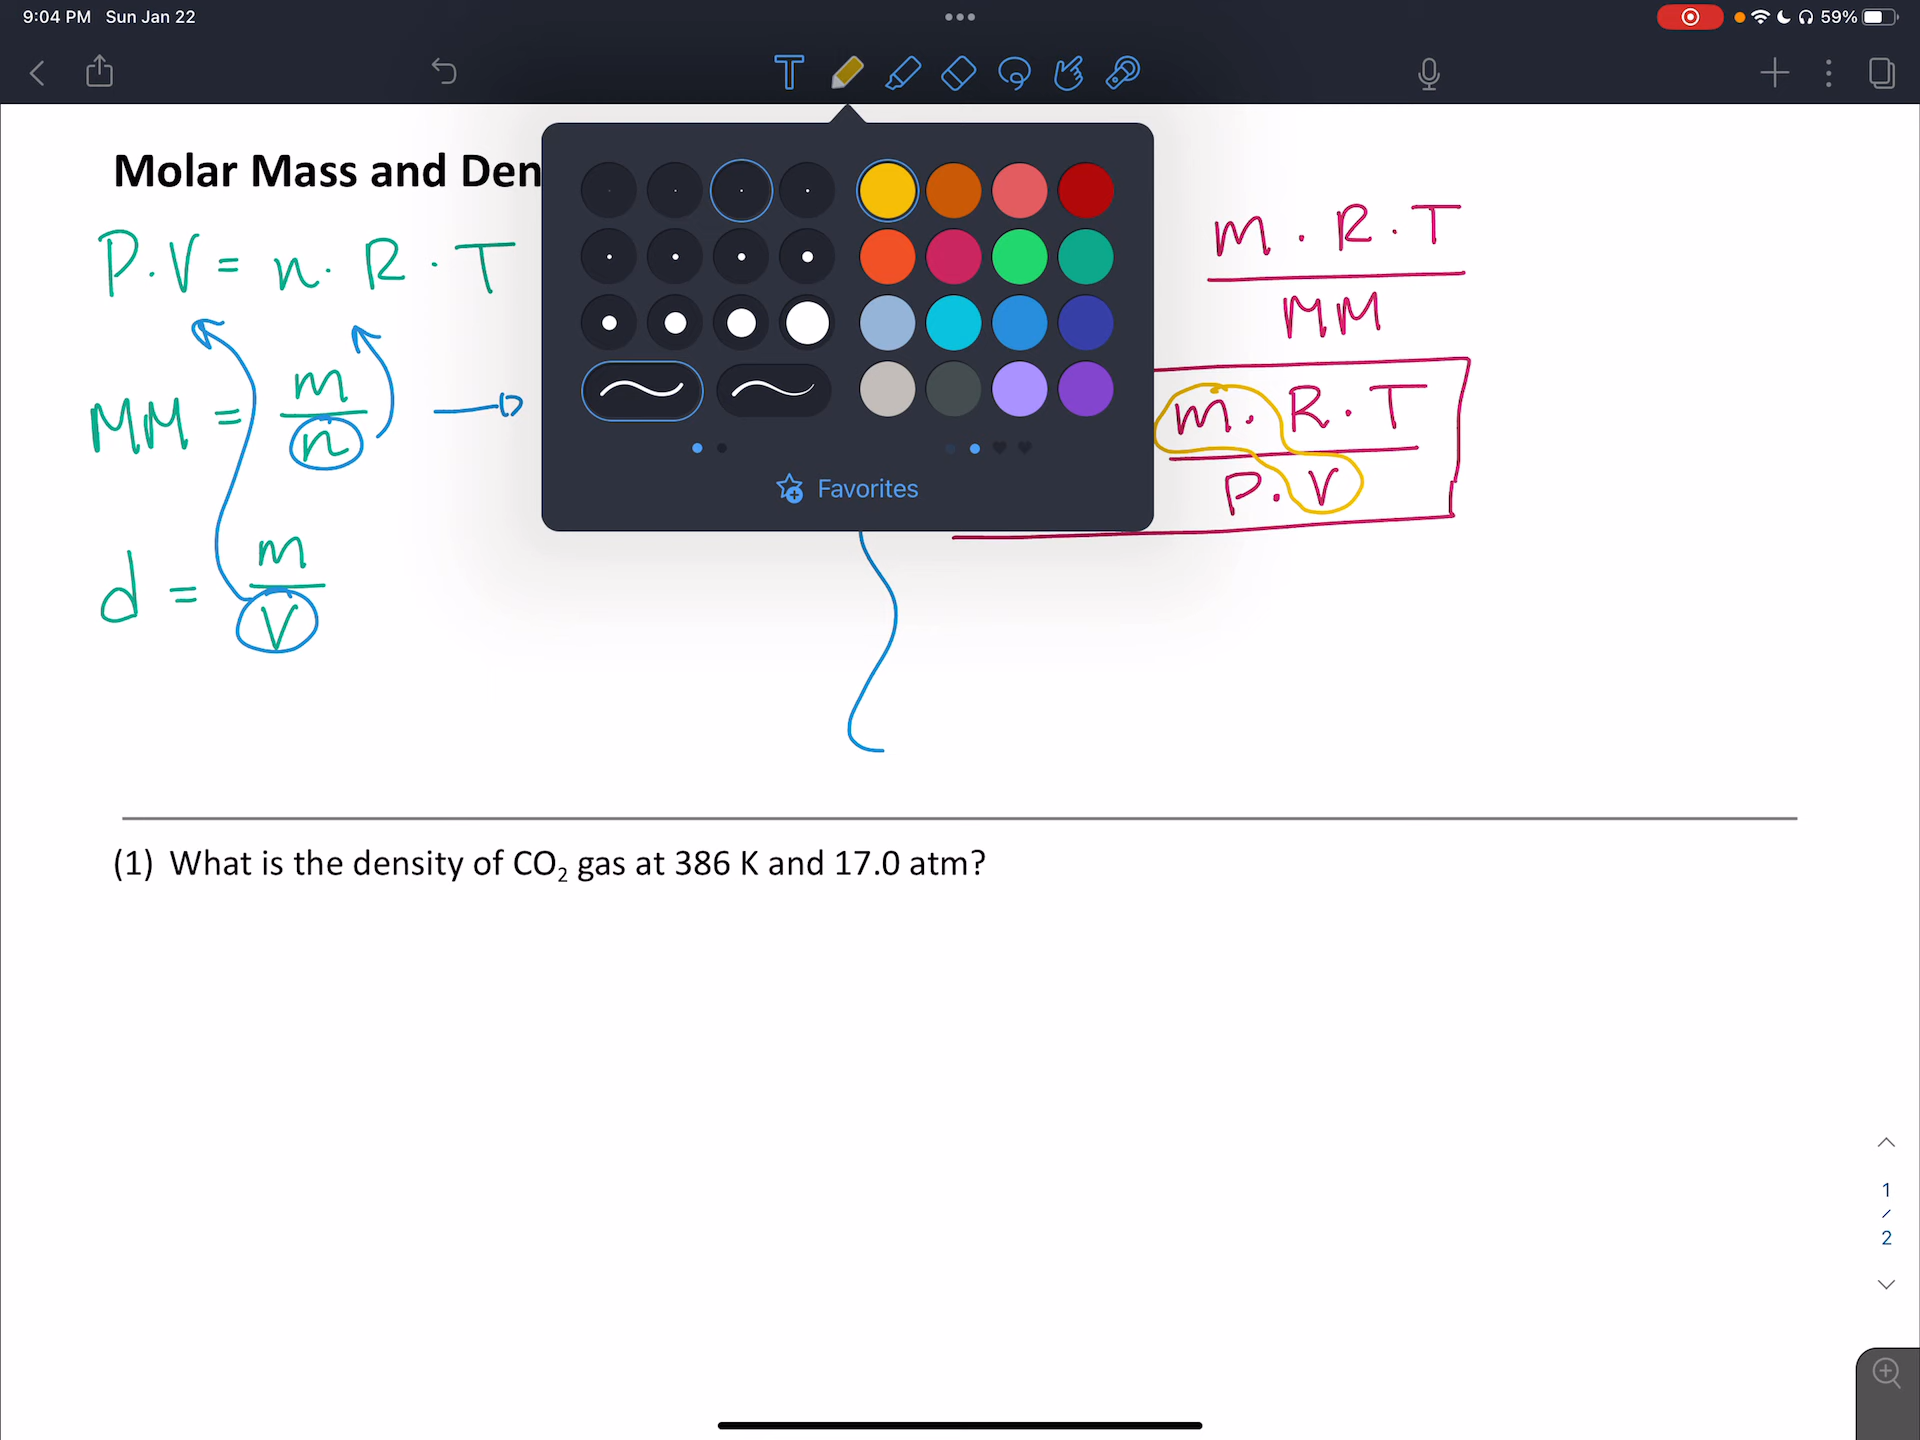 9:04 PM Sun Jan 22
59%
T
Molar Mass and Den
P.V = n. R . T
MM = m/n
d = m/V
Favorites
m . R . T
MM
m. R . T
P. V
(1) What is the density of CO₂ gas at 386 K and 17.0 atm?
1
/
2